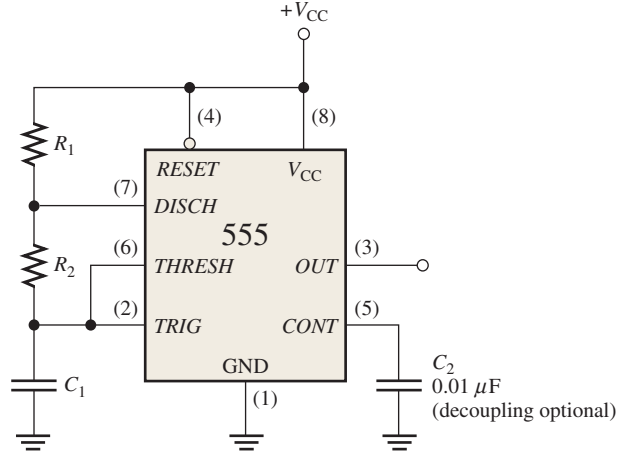 +VCC
(4)
(8)
R1
RESET
VCC
(7)
DISCH
555
(6)
(3)
R2
THRESH
OUT
(2)
(5)
TRIG
CONT
GND
C1
(1)
C2
0.01 μF
(decoupling optional)